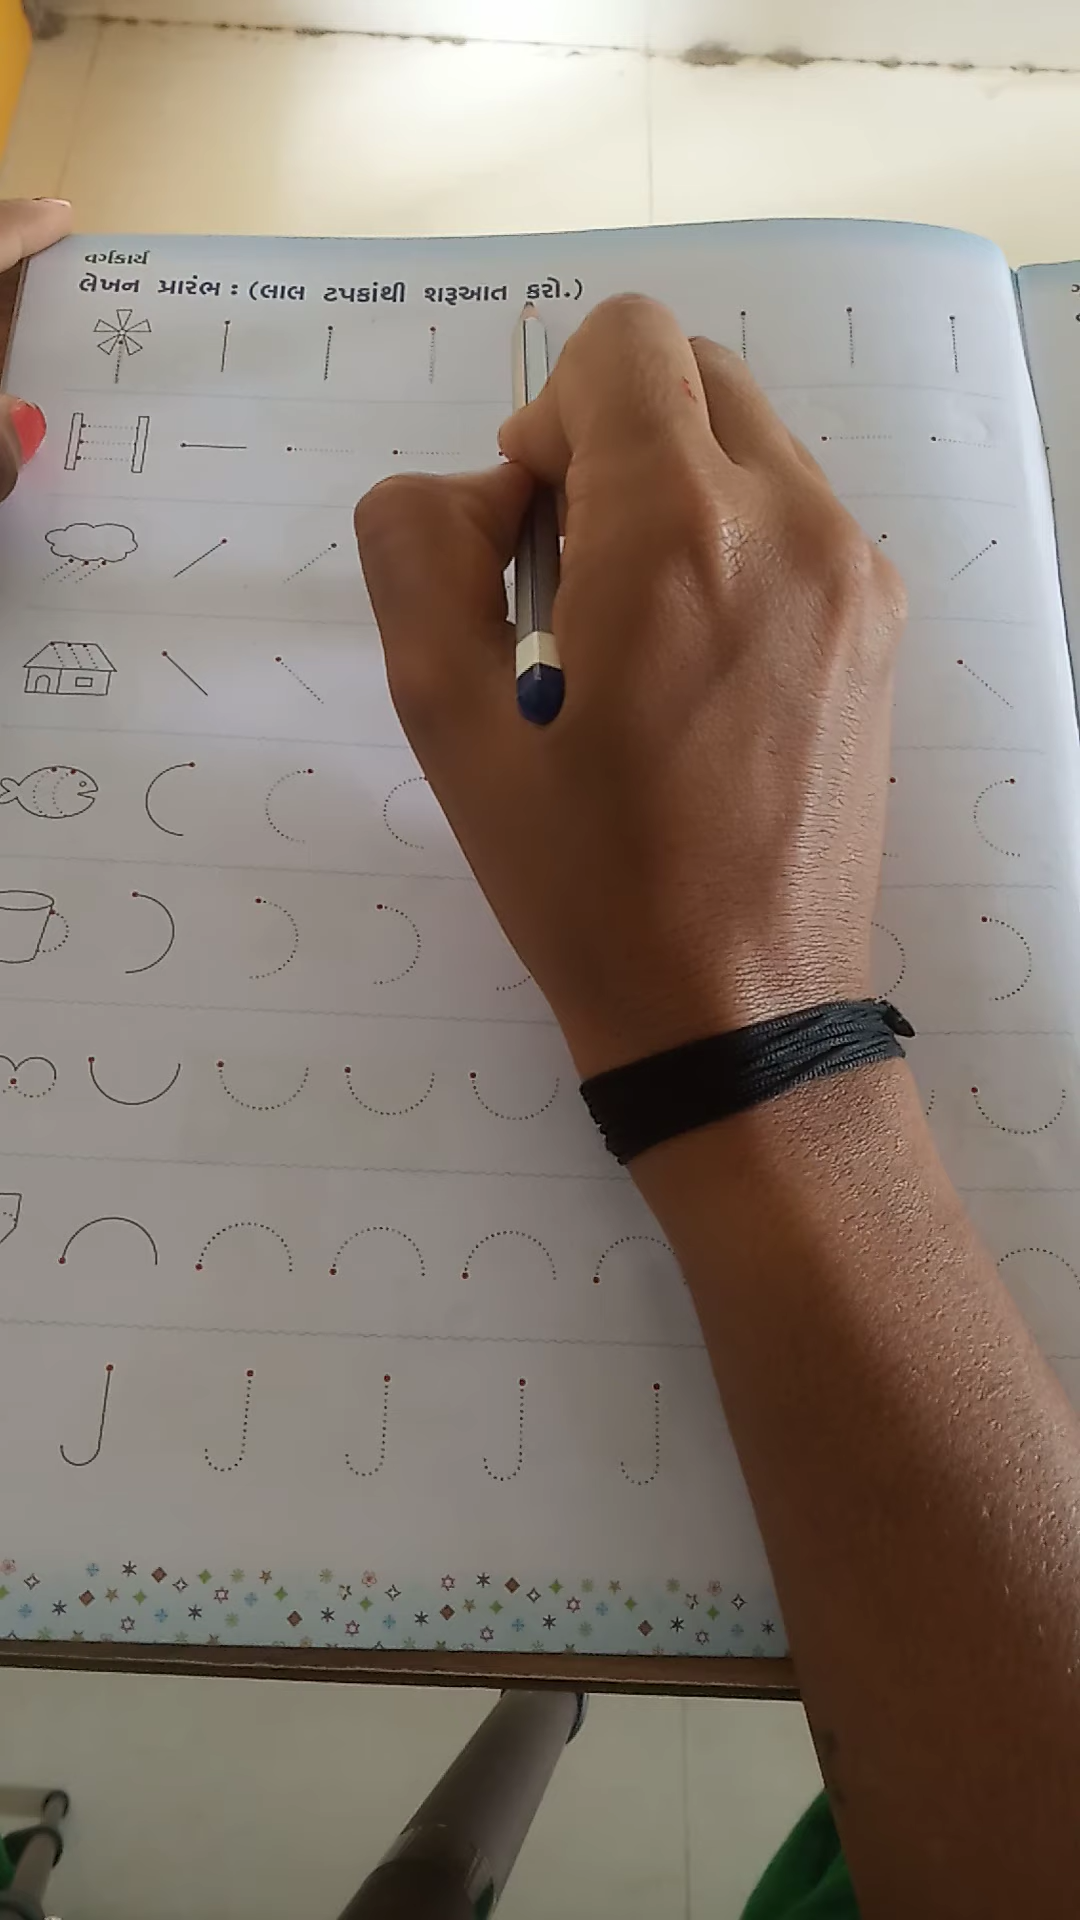 વર્ગકાર્ય
લેખન પ્રારંભ : (લાલ ટપકાંથી શરૂઆત કરો.)